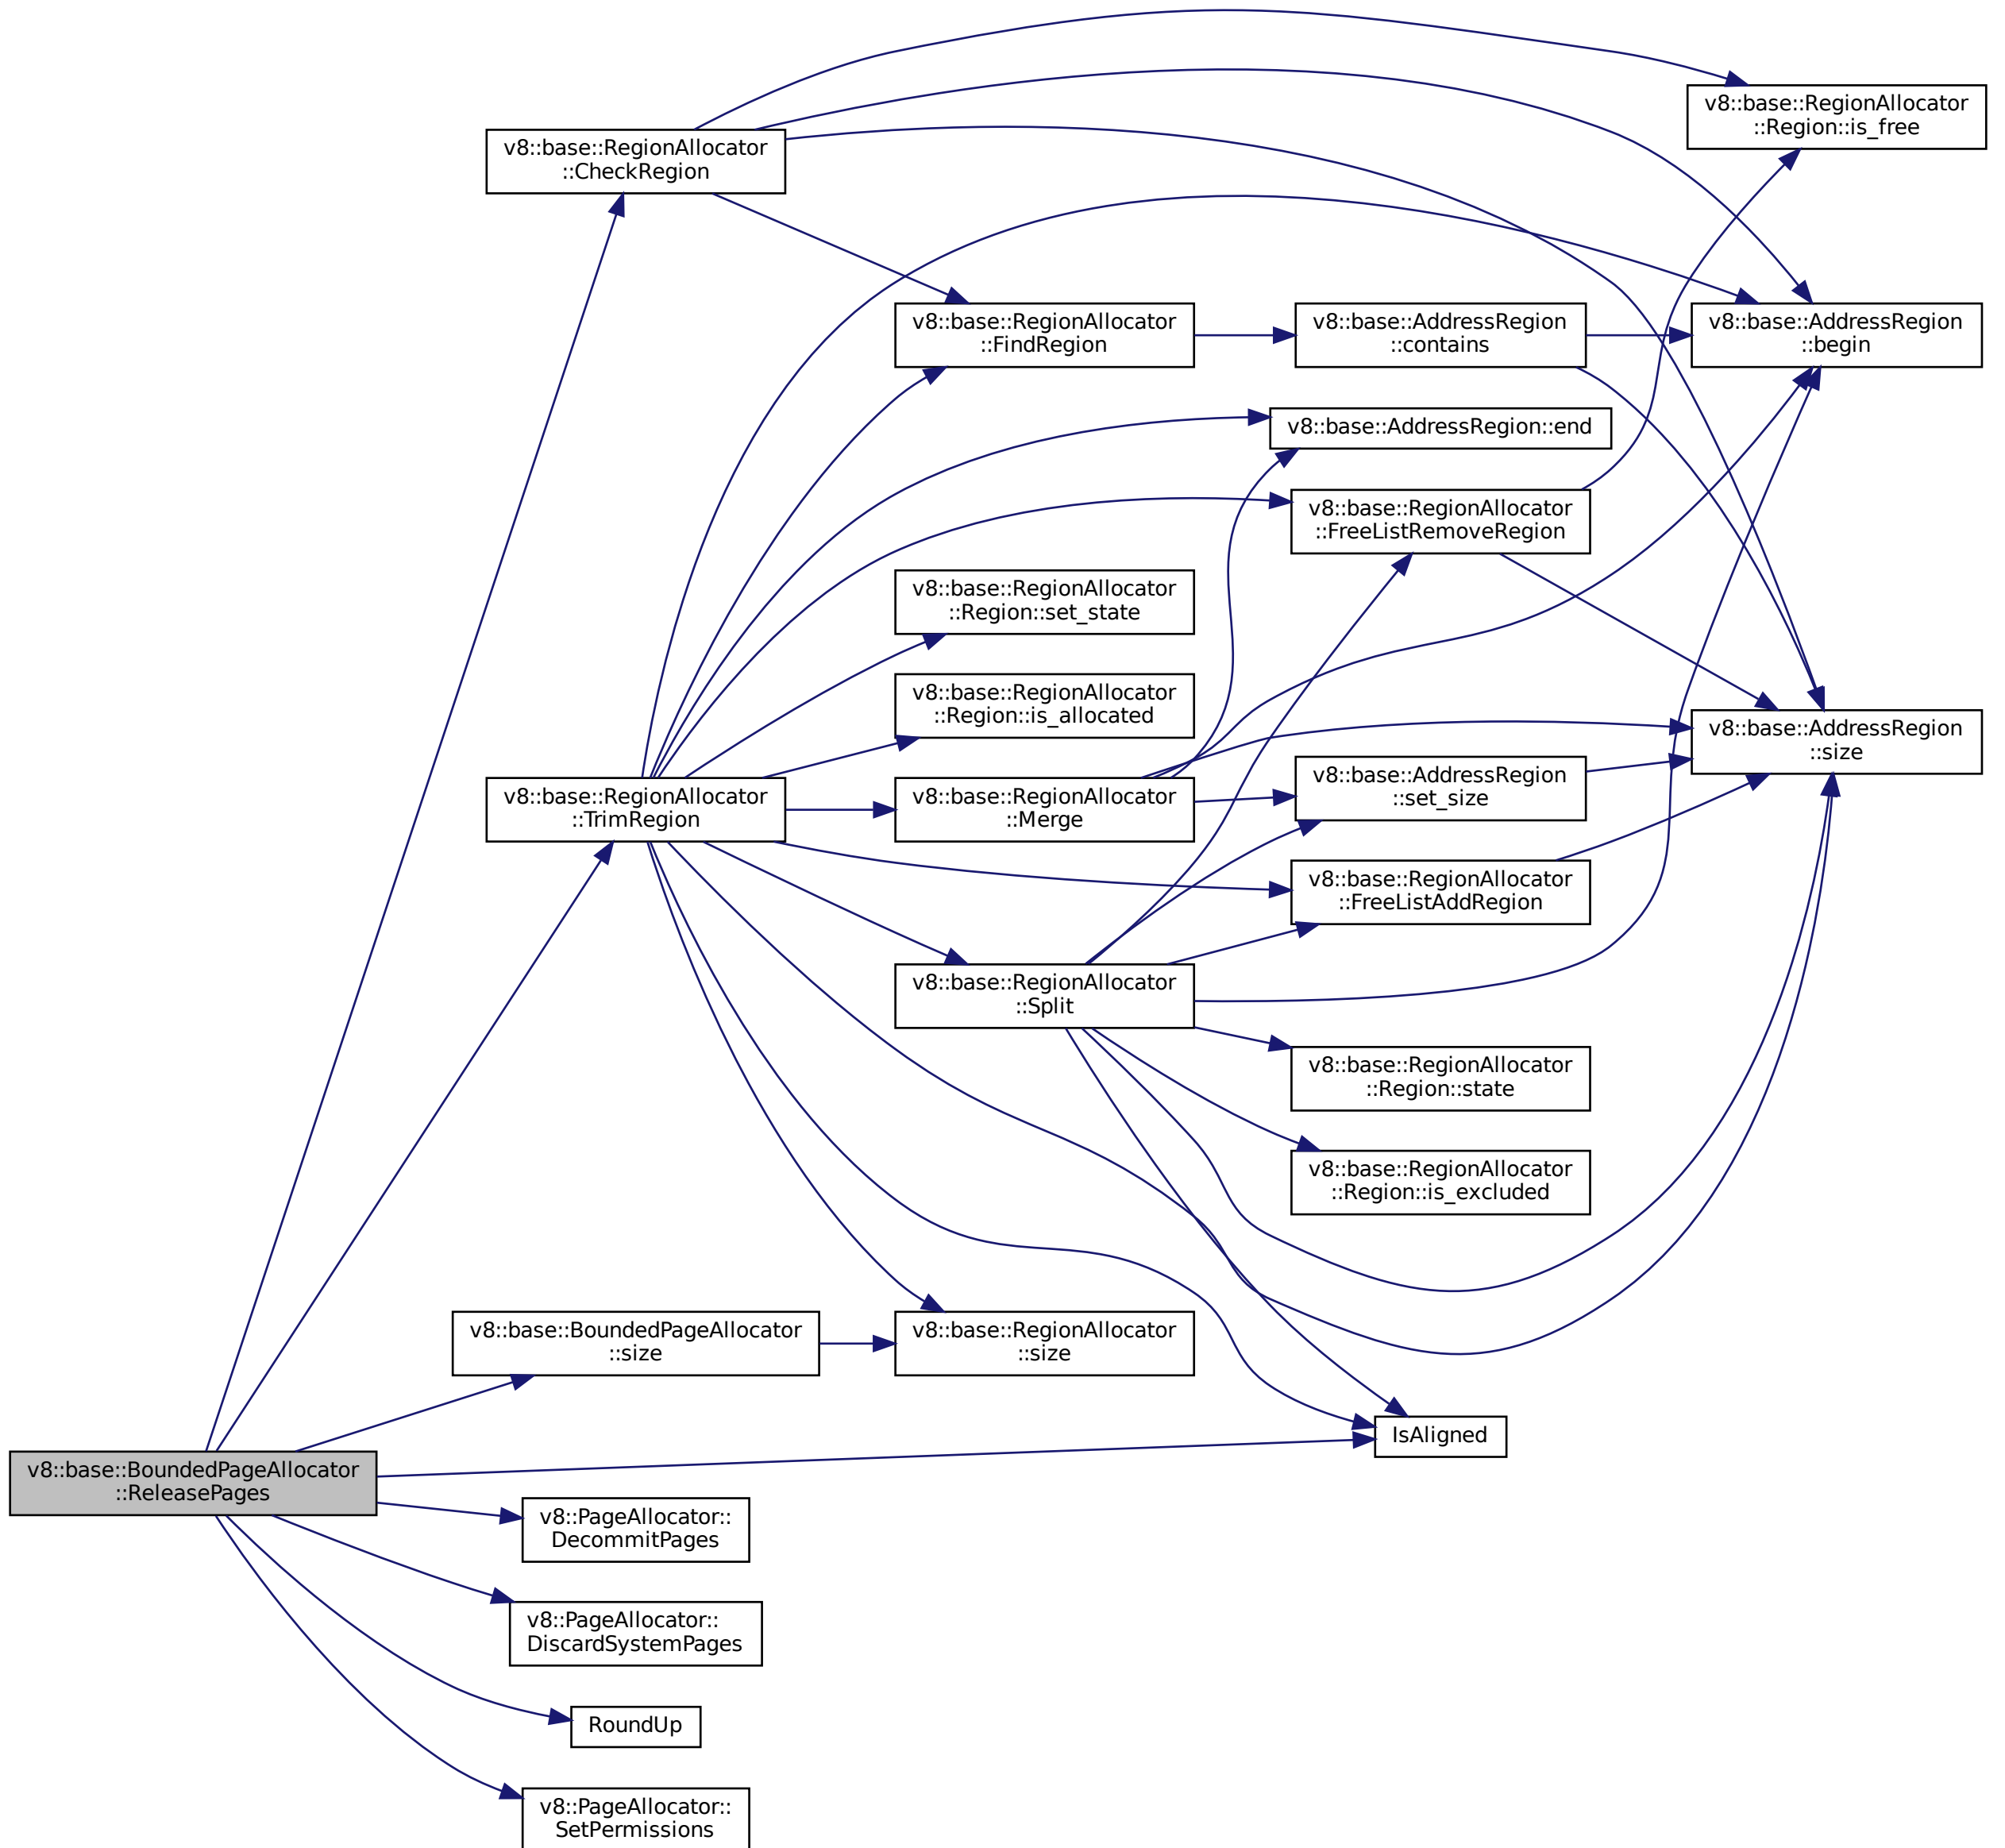 v8::base::RegionAllocator
::Region::is_free
v8::base::RegionAllocator
::CheckRegion
v8::base::RegionAllocator
::FindRegion
v8::base::AddressRegion
::contains
v8::base::AddressRegion
::begin
v8::base::AddressRegion::end
v8::base::RegionAllocator
::FreeListRemoveRegion
v8::base::RegionAllocator
::Region::set_state
v8::base::RegionAllocator
::Region::is_allocated
v8::base::AddressRegion
::size
v8::base::RegionAllocator
::TrimRegion
v8::base::RegionAllocator
::Merge
v8::base::AddressRegion
::set_size
v8::base::RegionAllocator
::FreeListAddRegion
v8::base::RegionAllocator
::Split
v8::base::RegionAllocator
::Region::state
v8::base::RegionAllocator
::Region::is_excluded
v8::base::BoundedPageAllocator
::size
v8::base::RegionAllocator
::size
IsAligned
v8::base::BoundedPageAllocator
::ReleasePages
v8::PageAllocator::
DecommitPages
v8::PageAllocator::
DiscardSystemPages
RoundUp
v8::PageAllocator::
SetPermissions